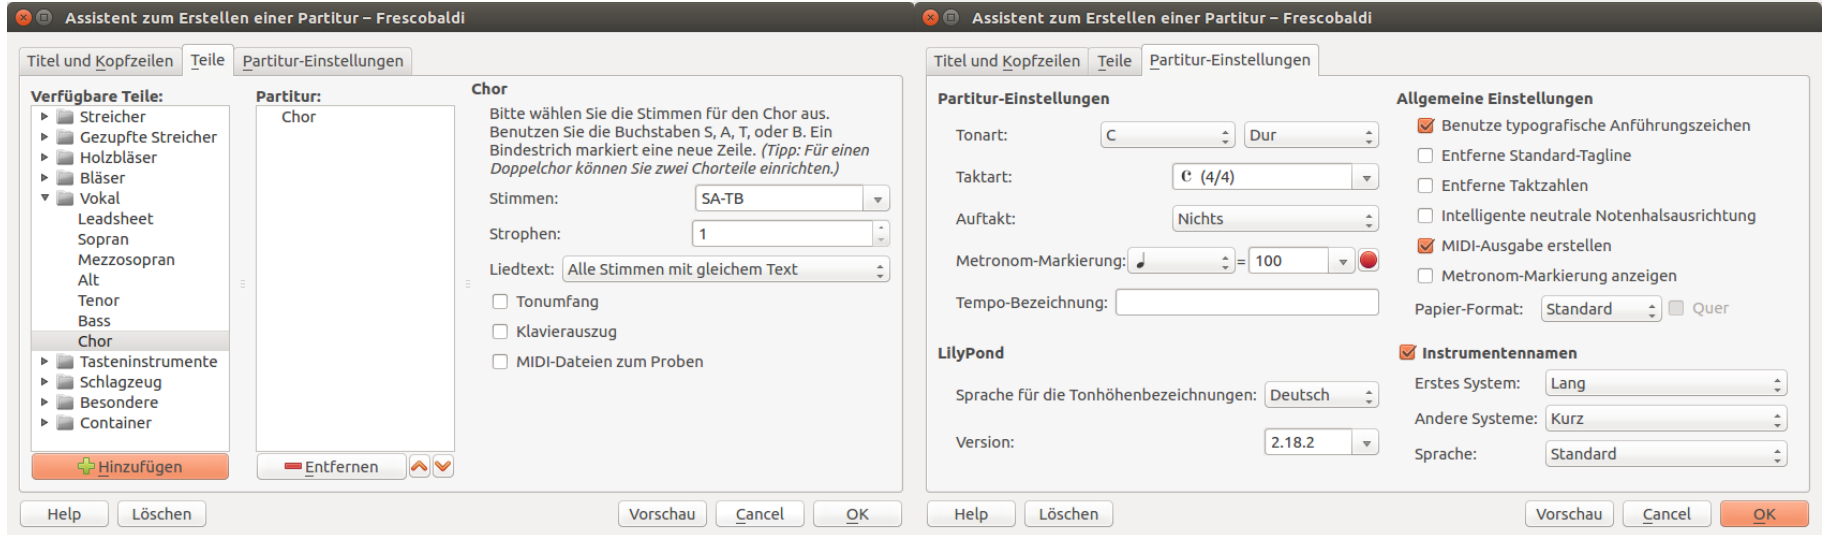 Assistent zum Erstellen einer Partitur – Frescobaldi
Titel und Kopfzeilen
Teile
Partitur-Einstellungen
Verfügbare Teile:
Streicher
Gezupfte Streicher
Holzbläser
Bläser
Vokal
Leadsheet
Sopran
Mezzosopran
Alt
Tenor
Bass
Chor
Tasteninstrumente
Schlagzeug
Besondere
Container
Hinzufügen
Partitur:
Chor
Entfernen
Chor
Bitte wählen Sie die Stimmen für den Chor aus.
Benutzen Sie die Buchstaben S, A, T, oder B. Ein
Bindestrich markiert eine neue Zeile. (Tipp: Für einen
Doppelchor können Sie zwei Chorteile einrichten.)
Stimmen: SA-TB
Strophen: 1
Liedtext: Alle Stimmen mit gleichem Text
Tonumfang
Klavierauszug
MIDI-Dateien zum Proben
Help
Löschen
Vorschau
Cancel
OK
Assistent zum Erstellen einer Partitur – Frescobaldi
Titel und Kopfzeilen
Teile
Partitur-Einstellungen
Partitur-Einstellungen
Tonart: C Dur
Taktart: C (4/4)
Auftakt: Nichts
Metronom-Markierung: ♩ = 100
Tempo-Bezeichnung:
LilyPond
Sprache für die Tonhöhenbezeichnungen: Deutsch
Version: 2.18.2
Allgemeine Einstellungen
Benutze typografische Anführungszeichen
Entferne Standard-Tagline
Entferne Taktzahlen
Intelligente neutrale Notenhalsausrichtung
MIDI-Ausgabe erstellen
Metronom-Markierung anzeigen
Papier-Format: Standard Quer
Instrumentennamen
Erstes System: Lang
Andere Systeme: Kurz
Sprache: Standard
Help
Löschen
Vorschau
Cancel
OK